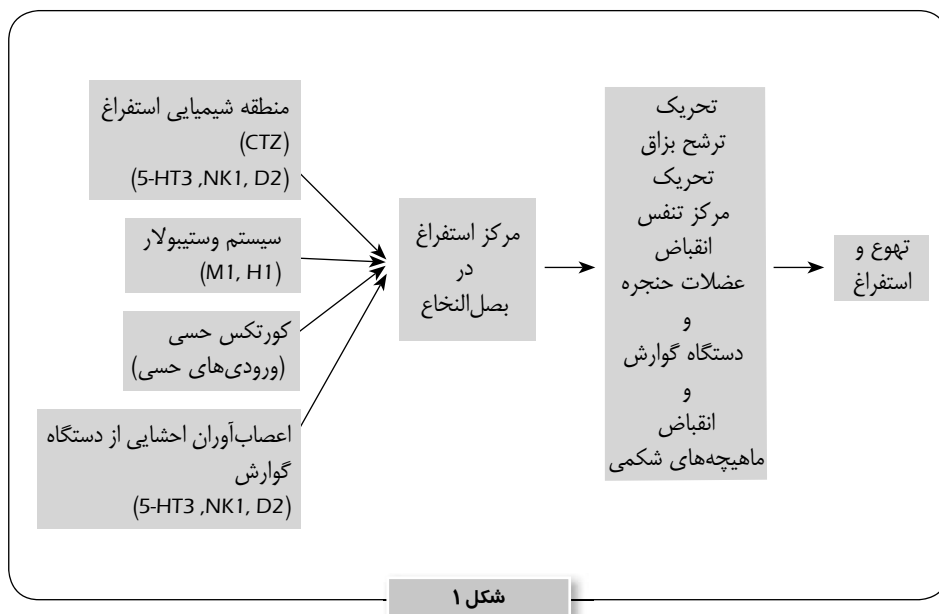 منطقه شیمیایی استفراغ
(CTZ)
(5-HT3 ,NK1, D2)
سیستم وستیبولار
(M1, H1)
کورتکس حسی
(ورودی‌های حسی)
اعصاب‌آوران احشایی از دستگاه
گوارش
(5-HT3 ,NK1, D2)
مرکز استفراغ
در
بصل‌النخاع
تحریک
ترشح بزاق
تحریک
مرکز تنفس
انقباض
عضلات حنجره
و
دستگاه گوارش
و
انقباض
ماهیچه‌های شکمی
تهوع و
استفراغ
شکل ۱